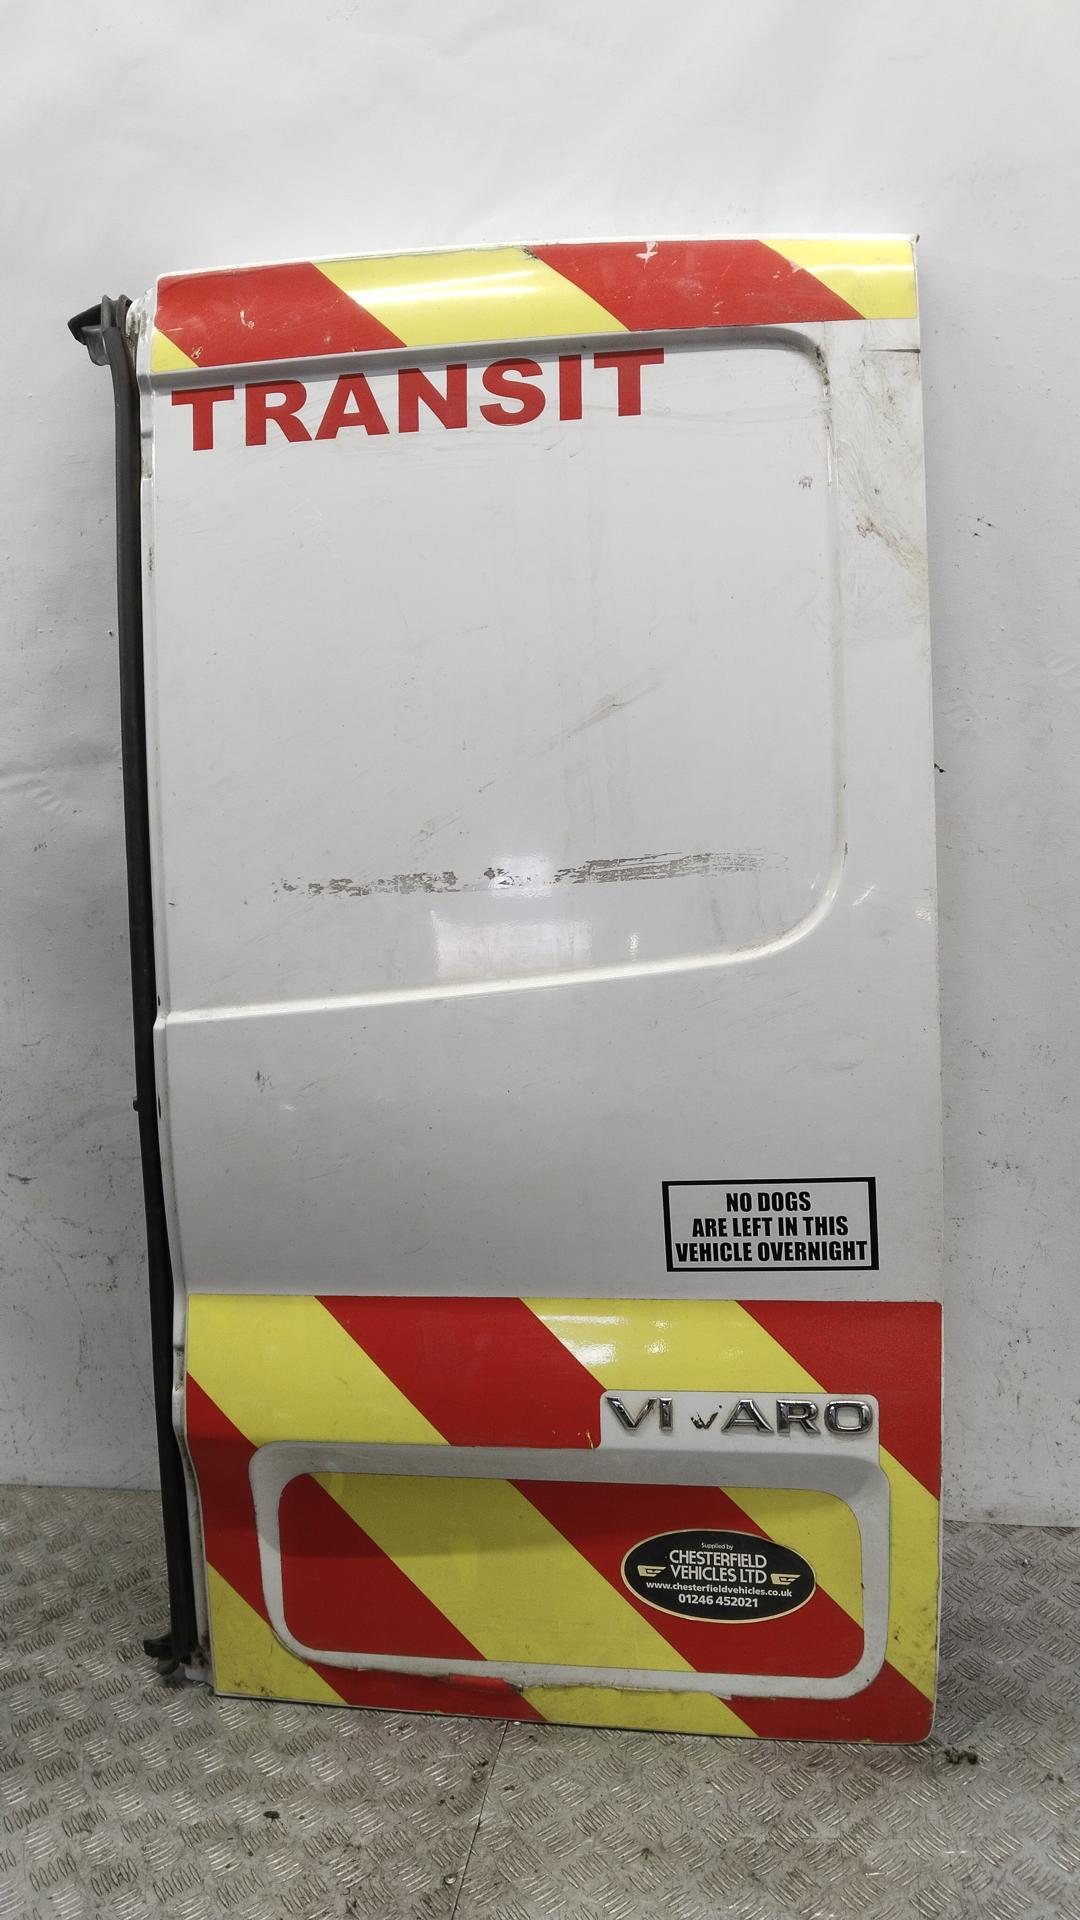 TRANSIT
NO DOGS
ARE LEFT IN THIS
VEHICLE OVERNIGHT
VIVARO
Supplied by
CHESTERFIELD
VEHICLES LTD
www.chesterfieldvehicles.co.uk
01246 452021